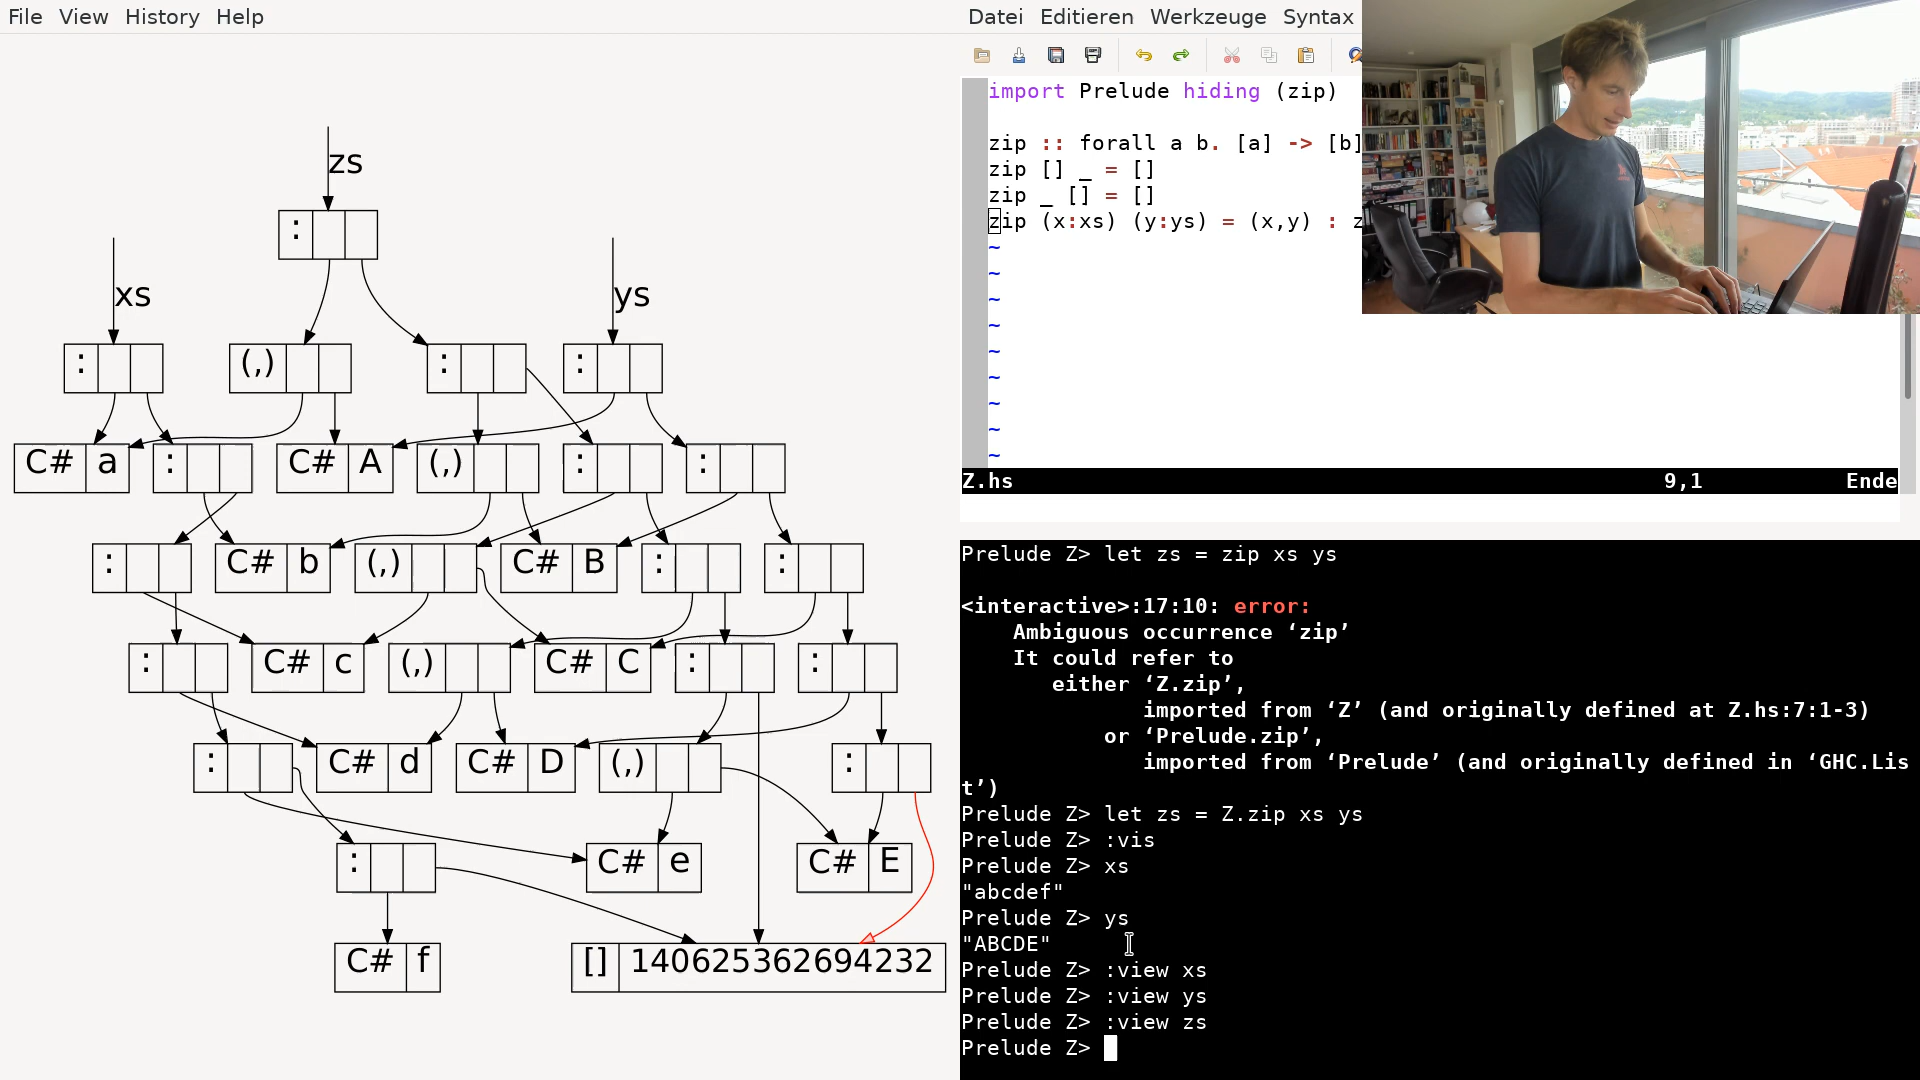 File View History Help
zs
:
xs
ys
:
(,)
:
:
C# a
:
C# A
(,)
:
:
:
C# b
(,)
C# B
:
:
:
C# c
(,)
C# C
:
:
:
C# d
C# D
(,)
:
:
C# e
C# E
C# f
[] 140625362694232
Datei Editieren Werkzeuge Syntax
import Prelude hiding (zip)
zip :: forall a b. [a] -> [b]
zip [] _ = []
zip _ [] = []
zip (x:xs) (y:ys) = (x,y) : z
~
~
~
~
~
~
~
~
~
Z.hs 9,1 Ende
Prelude Z> let zs = zip xs ys
<interactive>:17:10: error:
Ambiguous occurrence ‘zip’
It could refer to
either ‘Z.zip’,
imported from ‘Z’ (and originally defined at Z.hs:7:1-3)
or ‘Prelude.zip’,
imported from ‘Prelude’ (and originally defined in ‘GHC.Lis
t’)
Prelude Z> let zs = Z.zip xs ys
Prelude Z> :vis
Prelude Z> xs
"abcdef"
Prelude Z> ys
"ABCDE"
Prelude Z> :view xs
Prelude Z> :view ys
Prelude Z> :view zs
Prelude Z>